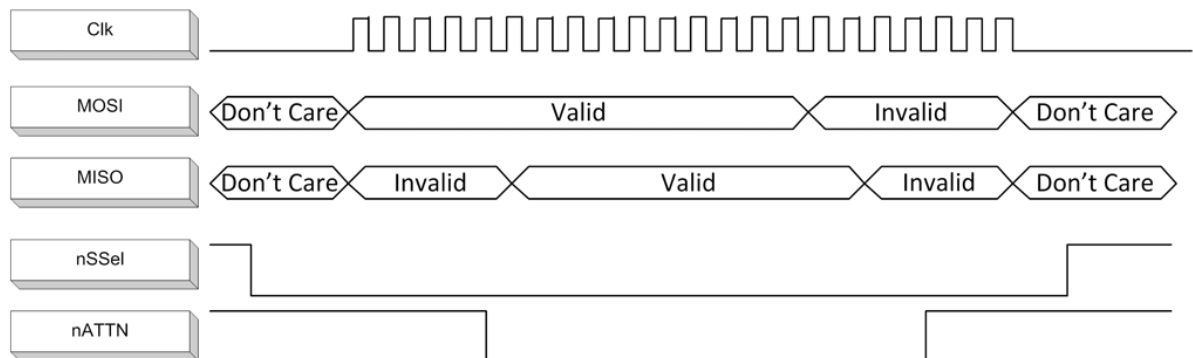 Clk
MOSI
Don't Care Valid Invalid Don't Care
MISO
Don't Care Invalid Valid Invalid Don't Care
nSSel
nATTN